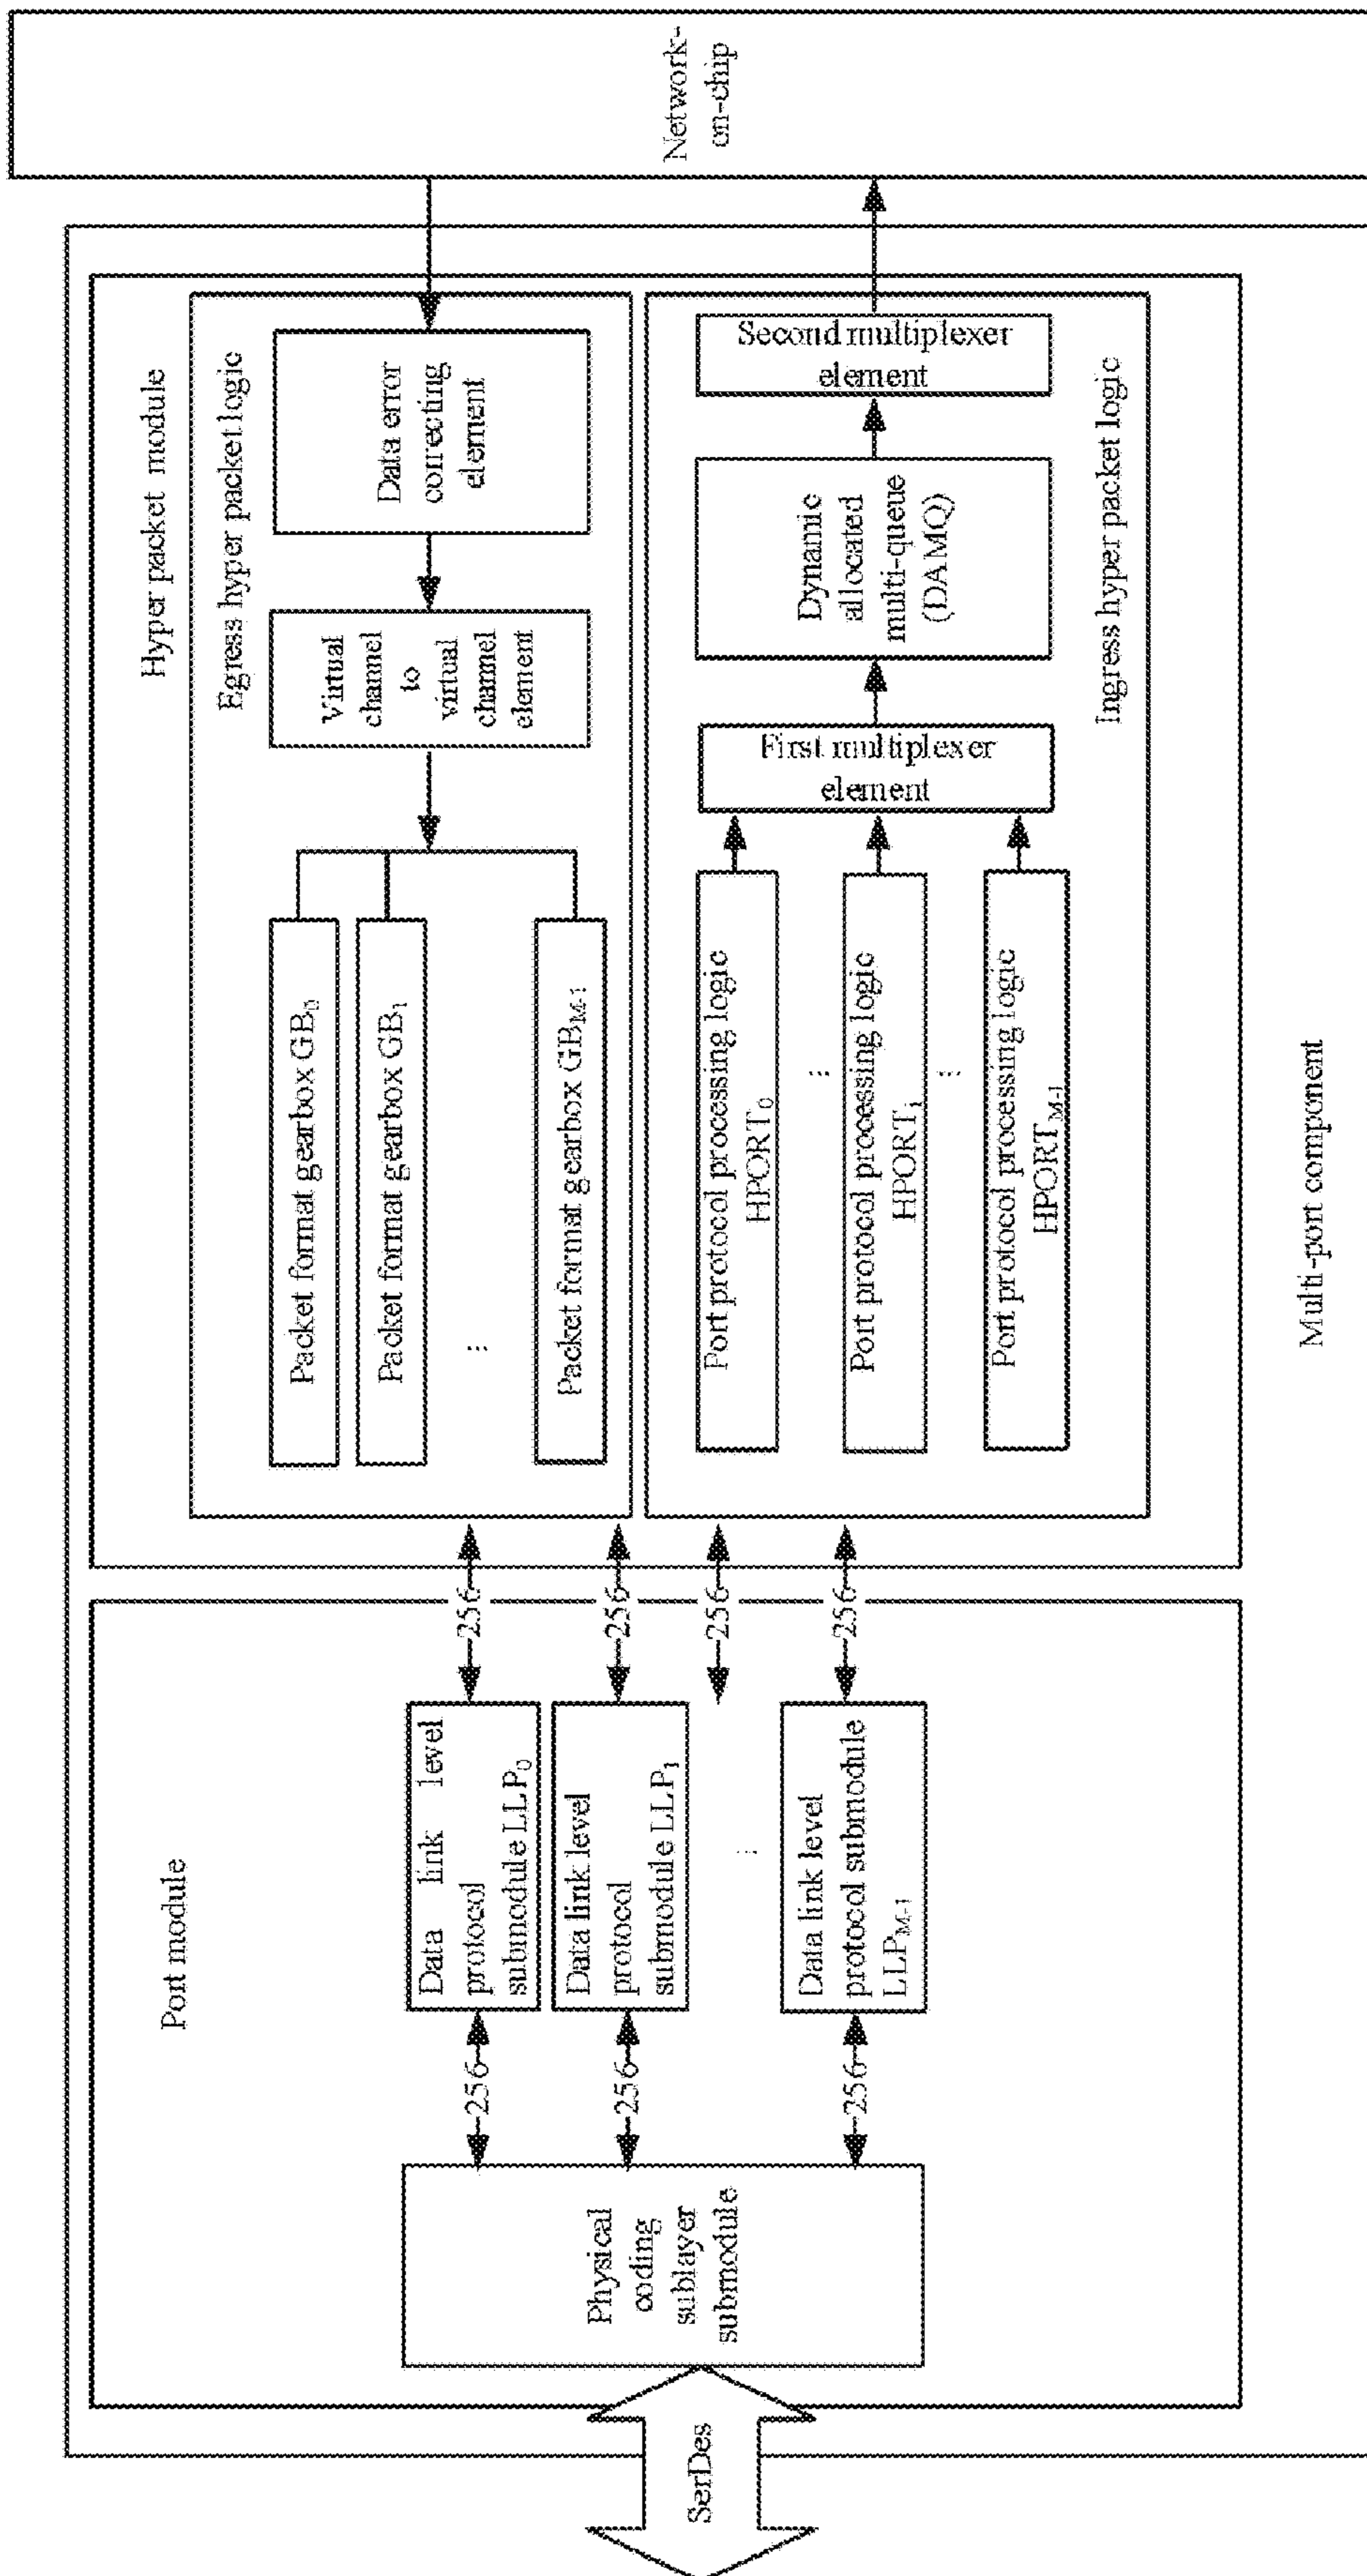 SerDes
Port module
Physical
coding
sublayer
submodule
256
256
256
Data link level
protocol
submodule LLP₀
Data link level
protocol
submodule LLP₁
...
Data link level
protocol submodule
LLP_M-1
256
256
256
256
Hyper packet module
Egress hyper packet logic
Packet format gearbox GB₀
Packet format gearbox GB₁
...
Packet format gearbox GB_M-1
Virtual
channel
to
virtual
channel
element
Data error
correcting
element
Port protocol processing logic
HPORT₀
...
Port protocol processing logic
HPORT₁
...
Port protocol processing logic
HPORT_M-1
First multiplexer
element
Dynamic
allocated
multi-queue
(DAMQ)
Second multiplexer
element
Ingress hyper packet logic
Multi-port component
Network-
on-chip